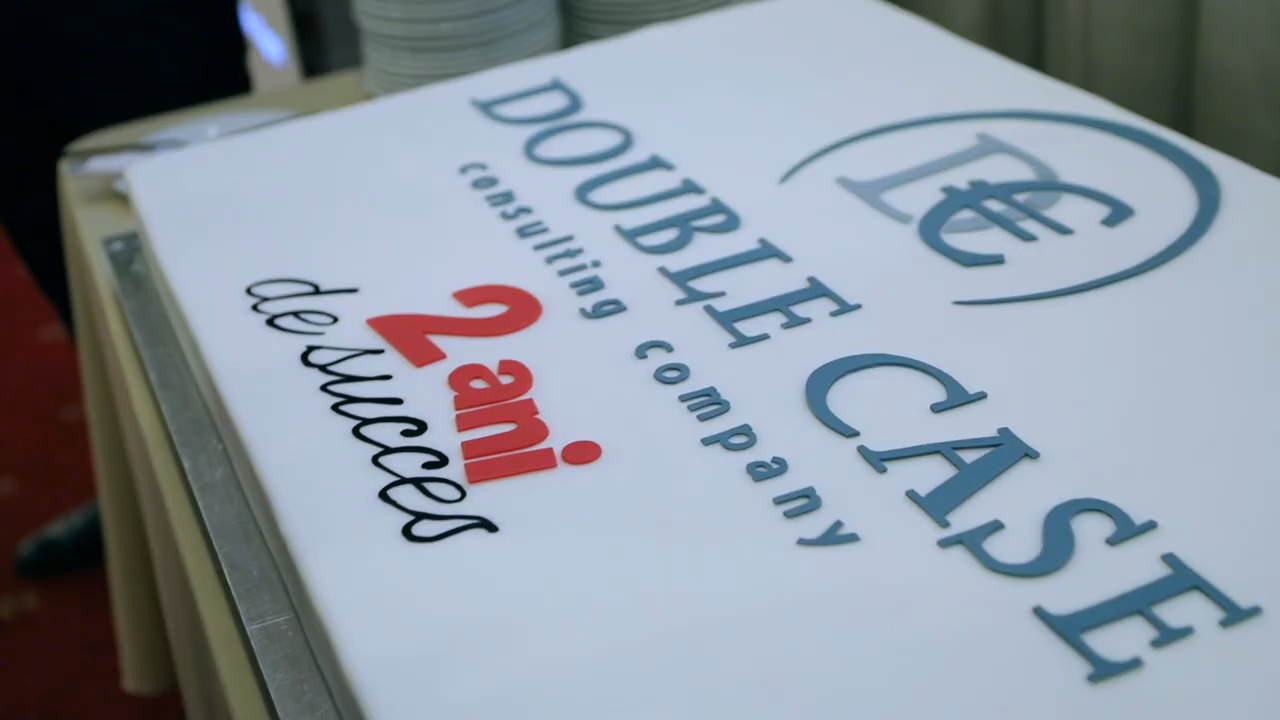 D€
DOUBLE CASE
consulting company
2 ani
de succes